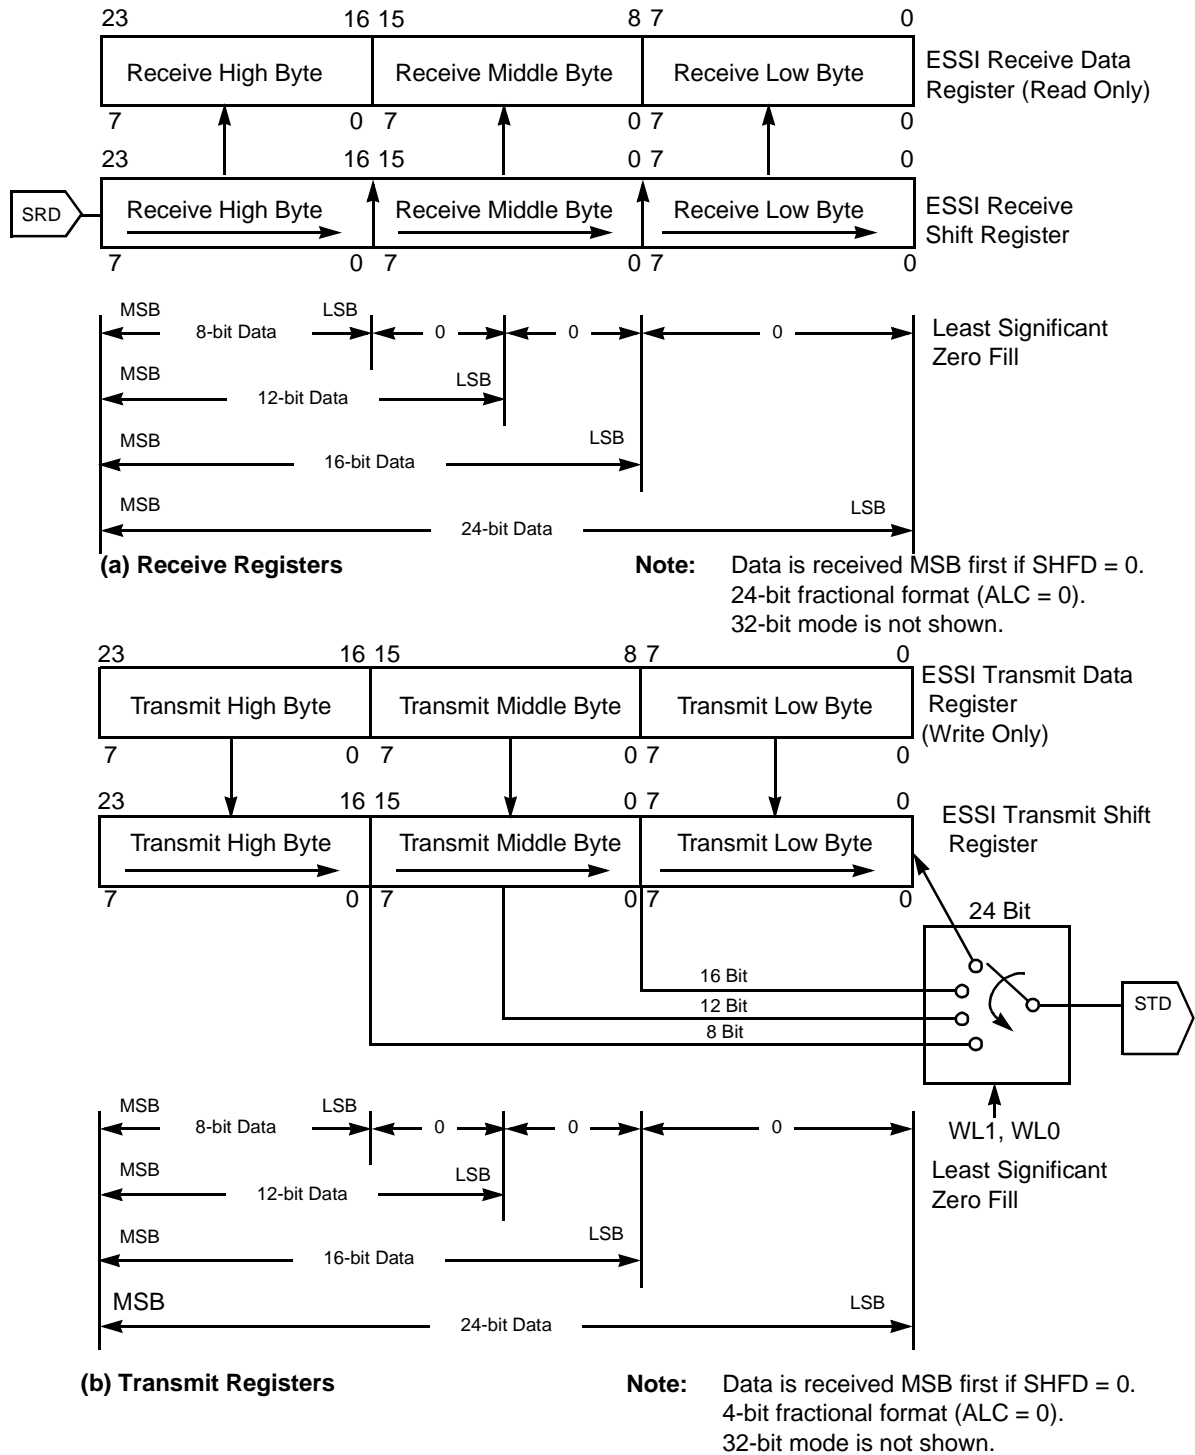 23 16 15 8 7 0
Receive High Byte Receive Middle Byte Receive Low Byte
ESSI Receive Data
Register (Read Only)
7 0 7 0 7 0
23 16 15 0 7 0
SRD
Receive High Byte Receive Middle Byte Receive Low Byte
ESSI Receive
Shift Register
7 0 7 0 7 0
MSB LSB
8-bit Data 0 0 0
Least Significant
Zero Fill
MSB LSB
12-bit Data
MSB LSB
16-bit Data
MSB LSB
24-bit Data
(a) Receive Registers
Note: Data is received MSB first if SHFD = 0.
24-bit fractional format (ALC = 0).
32-bit mode is not shown.
23 16 15 8 7 0
Transmit High Byte Transmit Middle Byte Transmit Low Byte
ESSI Transmit Data
Register
(Write Only)
7 0 7 0 7 0
23 16 15 0 7 0
Transmit High Byte Transmit Middle Byte Transmit Low Byte
ESSI Transmit Shift
Register
7 0 7 0 7 0
24 Bit
16 Bit
12 Bit
8 Bit
STD
WL1, WL0
MSB LSB
8-bit Data 0 0 0
Least Significant
Zero Fill
MSB LSB
12-bit Data
MSB LSB
16-bit Data
MSB LSB
24-bit Data
(b) Transmit Registers
Note: Data is received MSB first if SHFD = 0.
4-bit fractional format (ALC = 0).
32-bit mode is not shown.